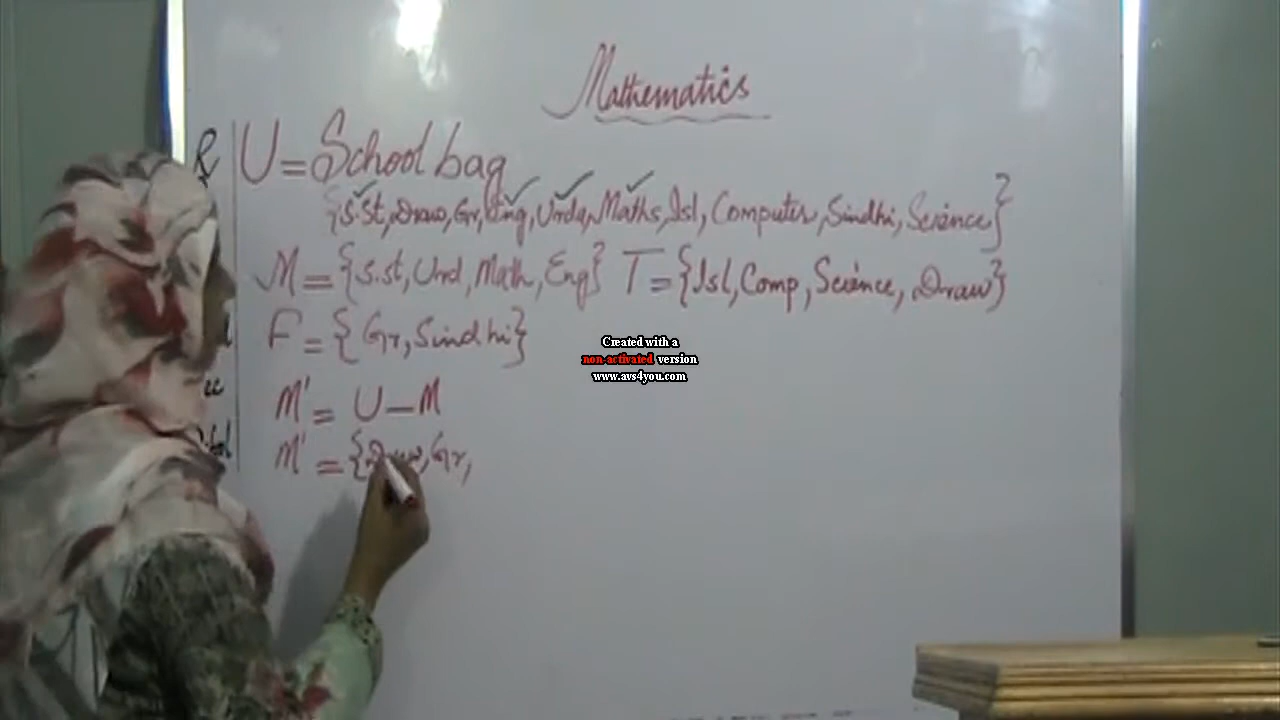 Mathematics
U = School bag
{S.St, Draw, Gr, Eng, Urdu, Maths, Isl, Computer, Sindhi, Science}
M = {S.st, Urd, Math, Eng} T = {Isl, Comp, Science, Draw}
F = {Gr, Sindhi}
M' = U - M
M' = {Draw, Gr,
Created with a
non-activated version
www.avs4you.com